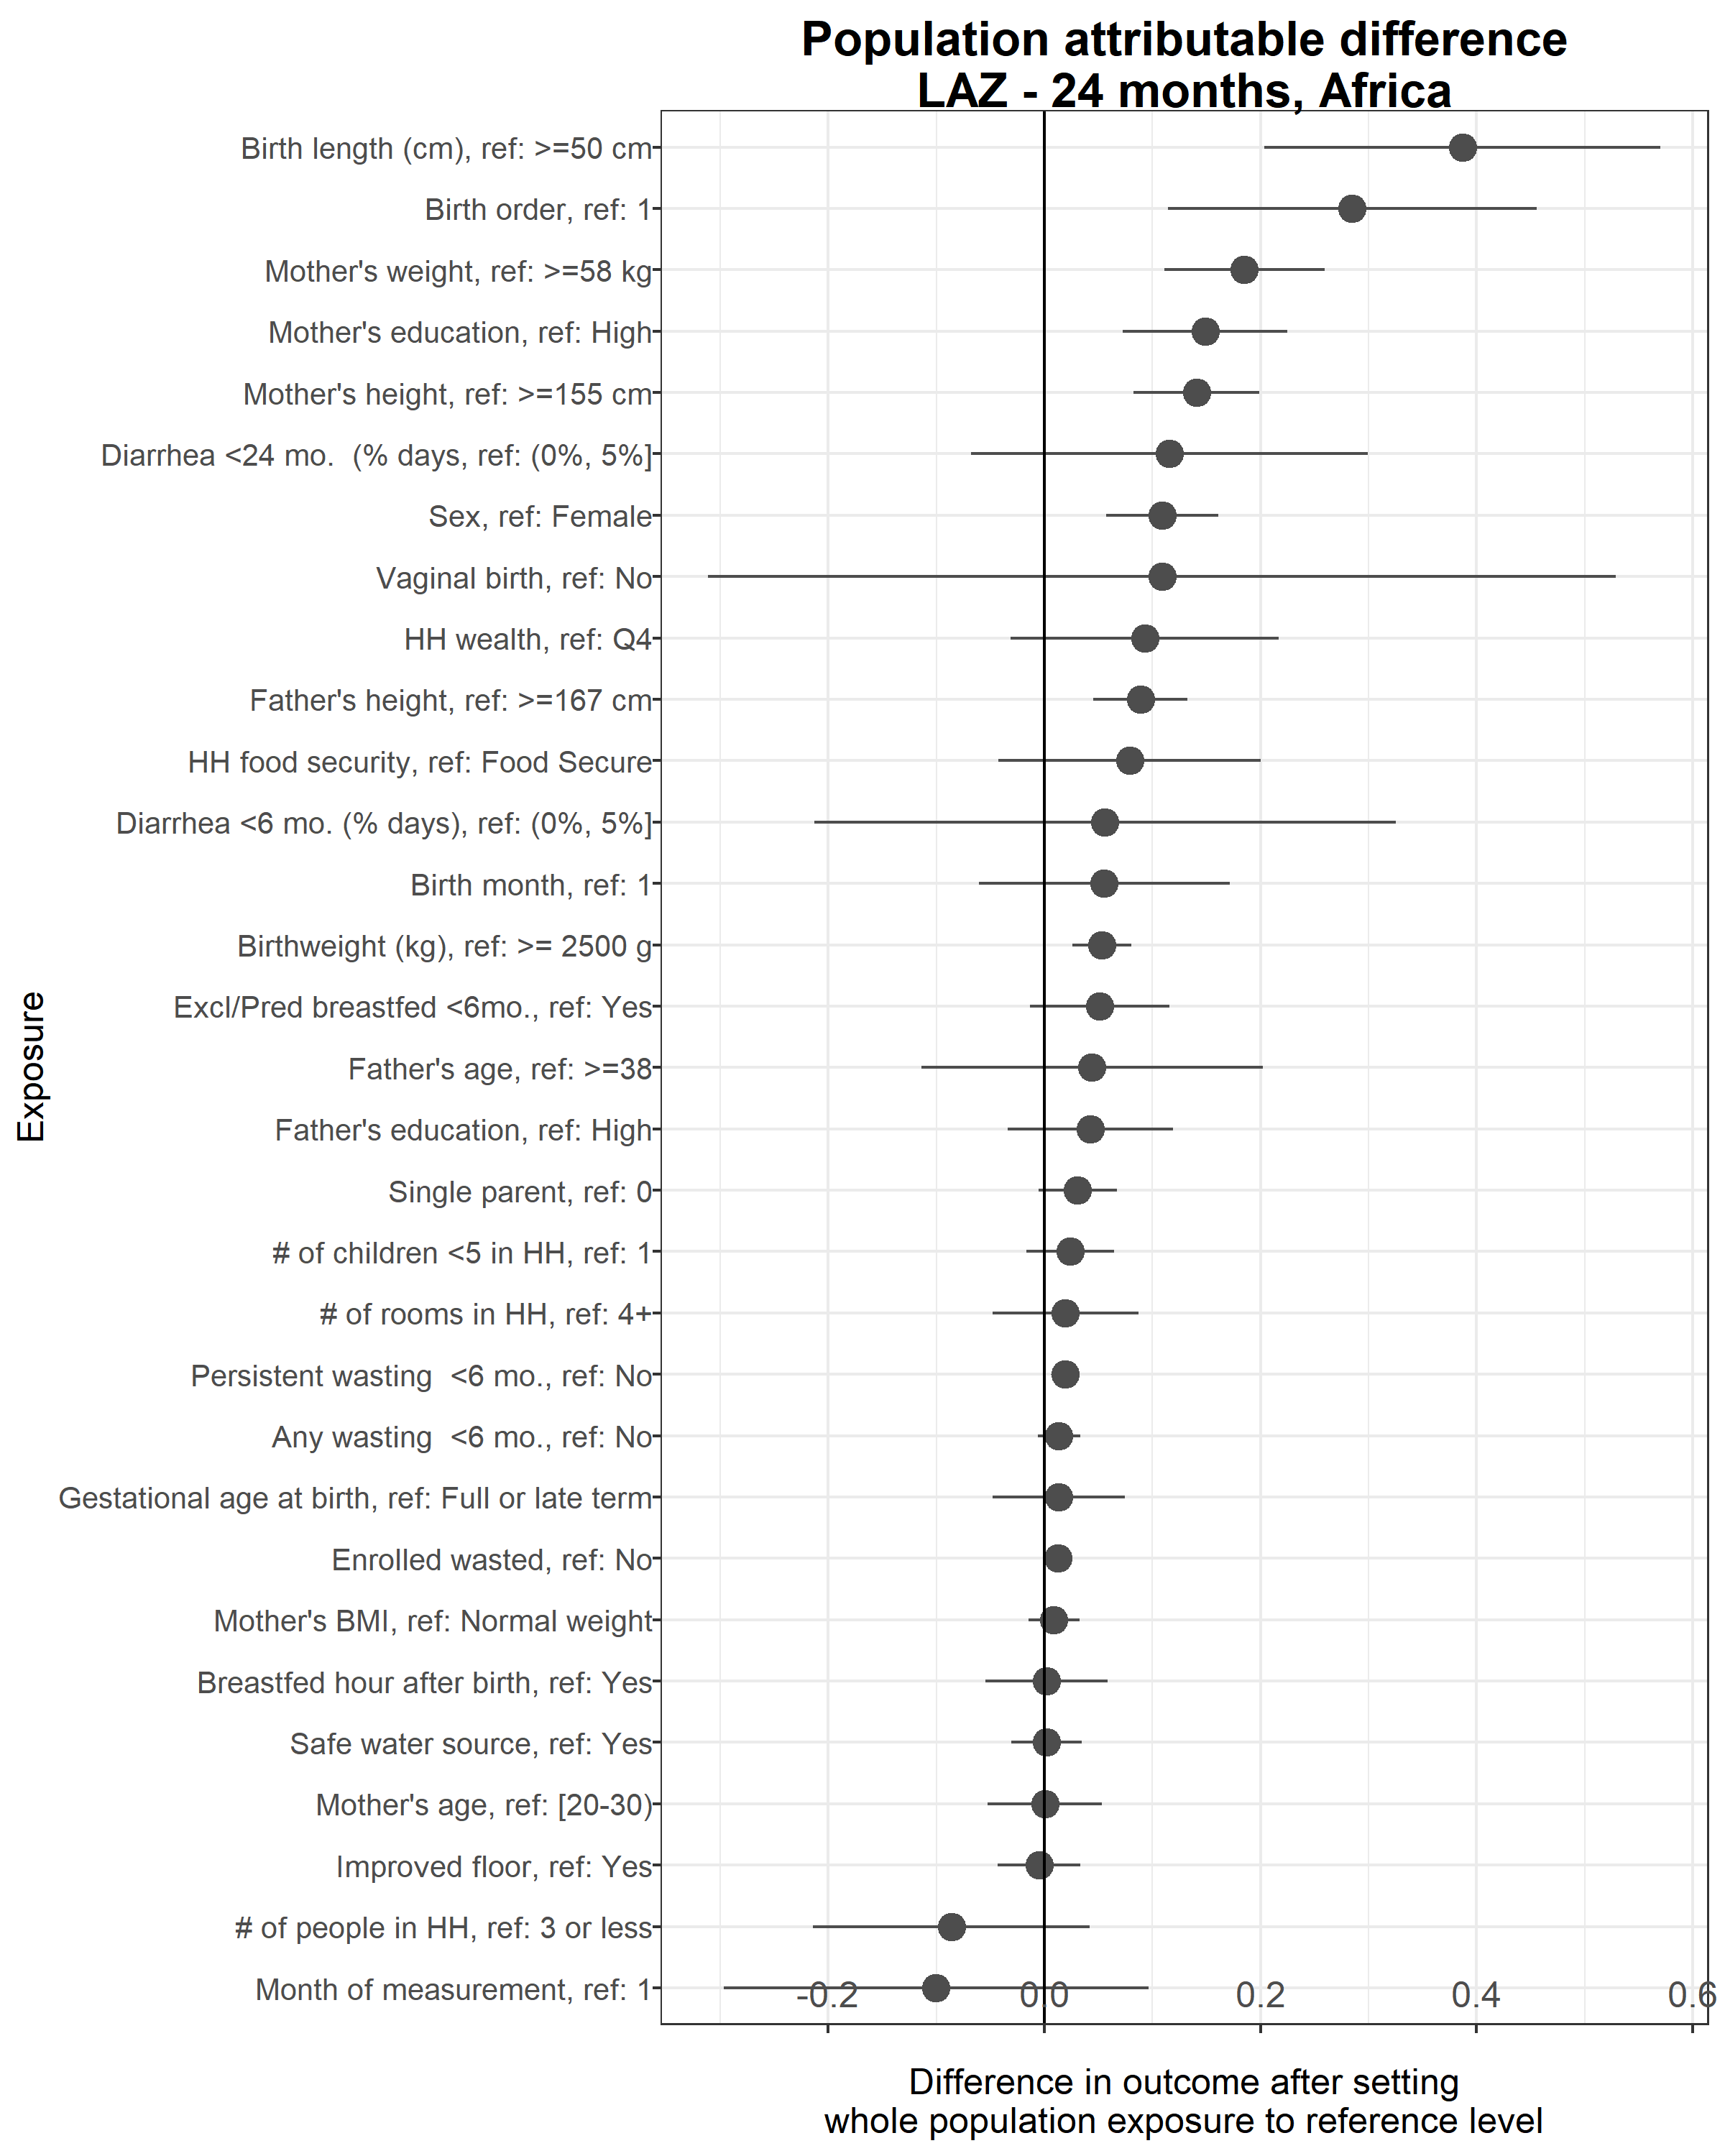 Population attributable difference
LAZ - 24 months, Africa
Birth length (cm), ref: >=50 cm
Birth order, ref: 1
Mother's weight, ref: >=58 kg
Mother's education, ref: High
Mother's height, ref: >=155 cm
Diarrhea <24 mo.  (% days, ref: (0%, 5%]
Sex, ref: Female
Vaginal birth, ref: No
HH wealth, ref: Q4
Father's height, ref: >=167 cm
HH food security, ref: Food Secure
Diarrhea <6 mo. (% days), ref: (0%, 5%]
Birth month, ref: 1
Birthweight (kg), ref: >= 2500 g
Excl/Pred breastfed <6mo., ref: Yes
Father's age, ref: >=38
Father's education, ref: High
Single parent, ref: 0
# of children <5 in HH, ref: 1
# of rooms in HH, ref: 4+
Persistent wasting  <6 mo., ref: No
Any wasting  <6 mo., ref: No
Gestational age at birth, ref: Full or late term
Enrolled wasted, ref: No
Mother's BMI, ref: Normal weight
Breastfed hour after birth, ref: Yes
Safe water source, ref: Yes
Mother's age, ref: [20-30)
Improved floor, ref: Yes
# of people in HH, ref: 3 or less
Month of measurement, ref: 1
Exposure
-0.2 0.0 0.2 0.4 0.6
Difference in outcome after setting
whole population exposure to reference level